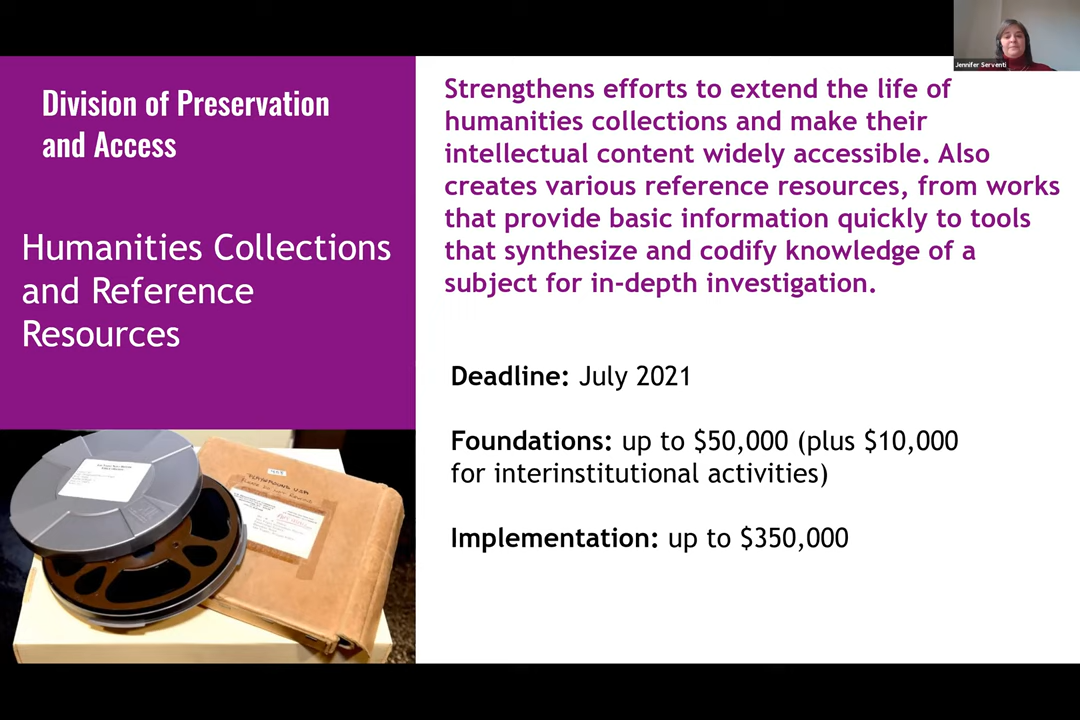 Jennifer Serventi
Division of Preservation
and Access
Humanities Collections
and Reference
Resources
Strengthens efforts to extend the life of
humanities collections and make their
intellectual content widely accessible. Also
creates various reference resources, from works
that provide basic information quickly to tools
that synthesize and codify knowledge of a
subject for in-depth investigation.
Deadline: July 2021
Foundations: up to $50,000 (plus $10,000
for interinstitutional activities)
Implementation: up to $350,000